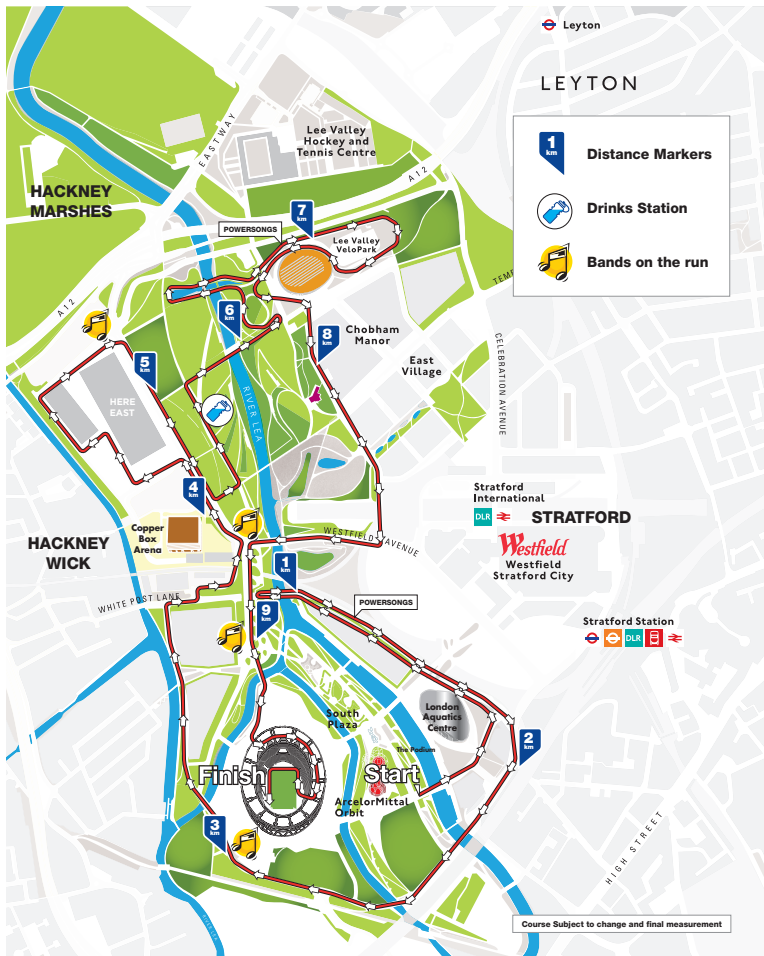 Leyton
LEYTON
1
km
Distance Markers
Drinks Station
Bands on the run
EASTWAY
Lee Valley
Hockey and
Tennis Centre
A12
HACKNEY
MARSHES
7
km
POWERSONGS
Lee Valley
VeloPark
A12
6
km
8
km
Chobham
Manor
East
Village
CELEBRATION AVENUE
5
km
HERE
EAST
RIVER LEA
4
km
Stratford
International
DLR
STRATFORD
Westfield
Westfield
Stratford City
Copper
Box
Arena
HACKNEY
WICK
WESTFIELD AVENUE
1
km
WHITE POST LANE
POWERSONGS
9
km
Stratford Station
DLR
London
Aquatics
Centre
South
Plaza
2
km
The Podium
Finish
Start
ArcelorMittal
Orbit
3
km
HIGH STREET
Course Subject to change and final measurement